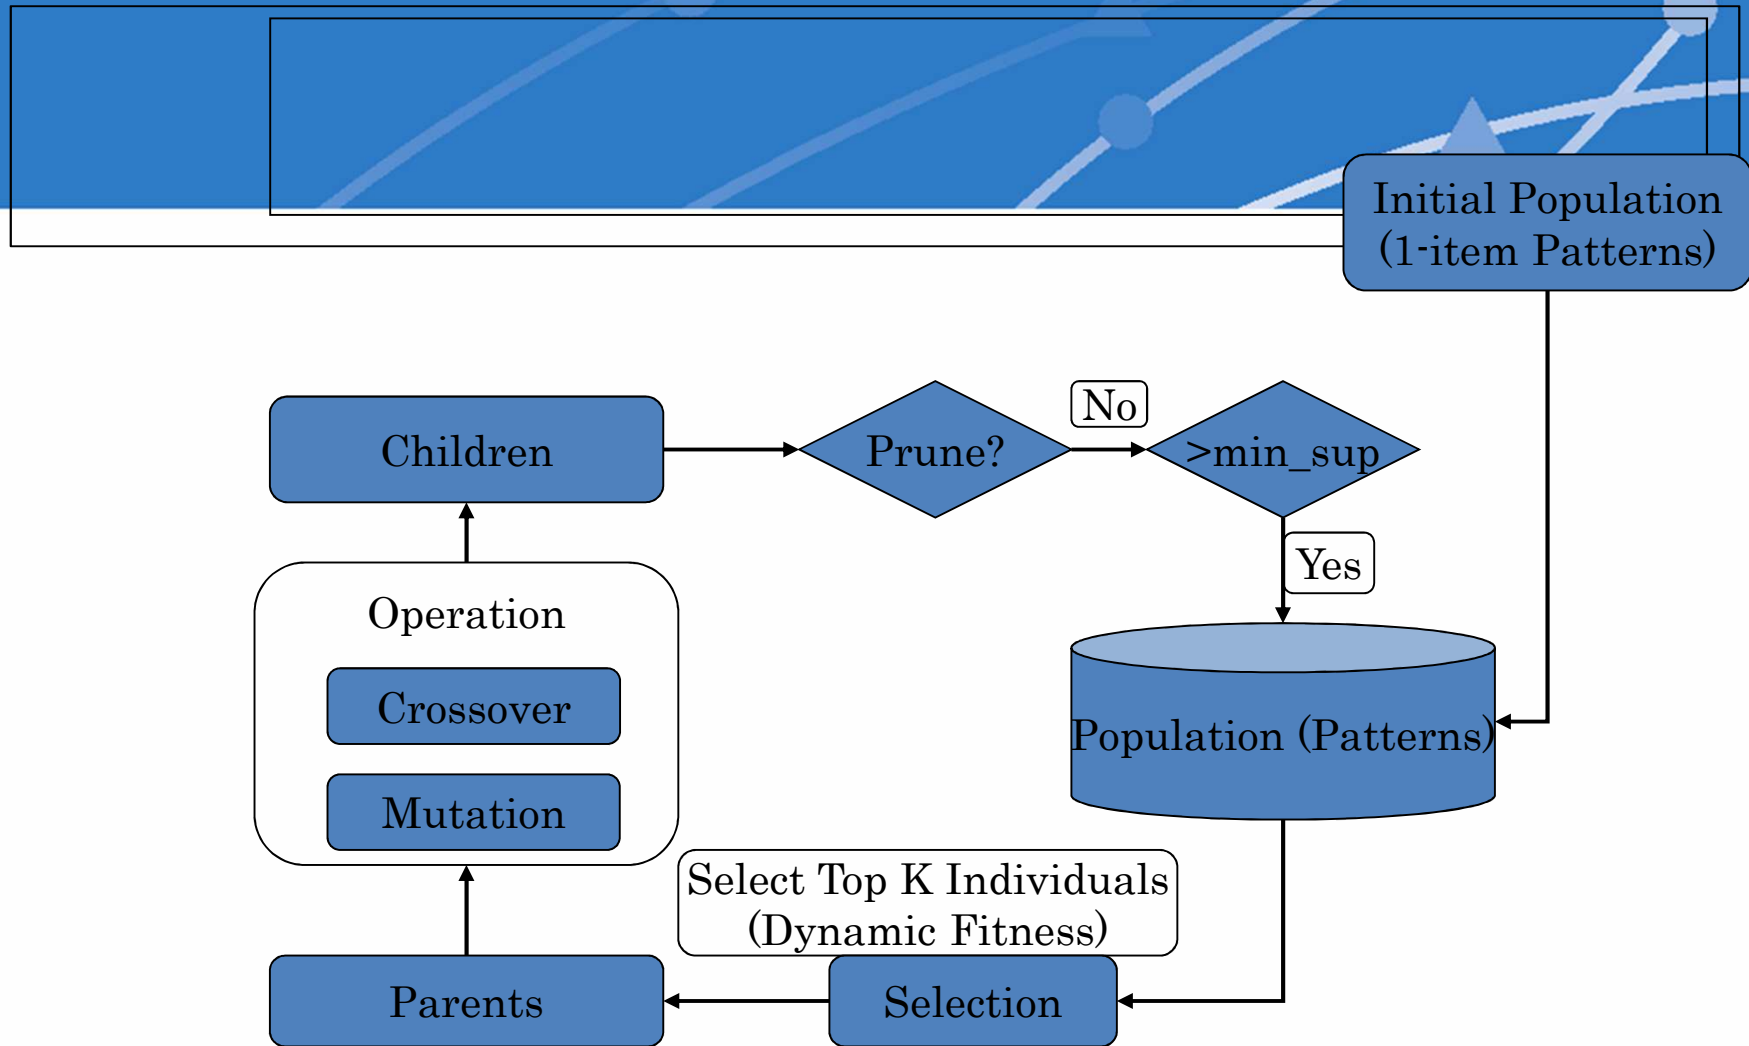 Initial Population
(1-item Patterns)
Children
Prune?
No
>min_sup
Yes
Operation
Crossover
Mutation
Population (Patterns)
Select Top K Individuals
(Dynamic Fitness)
Parents
Selection